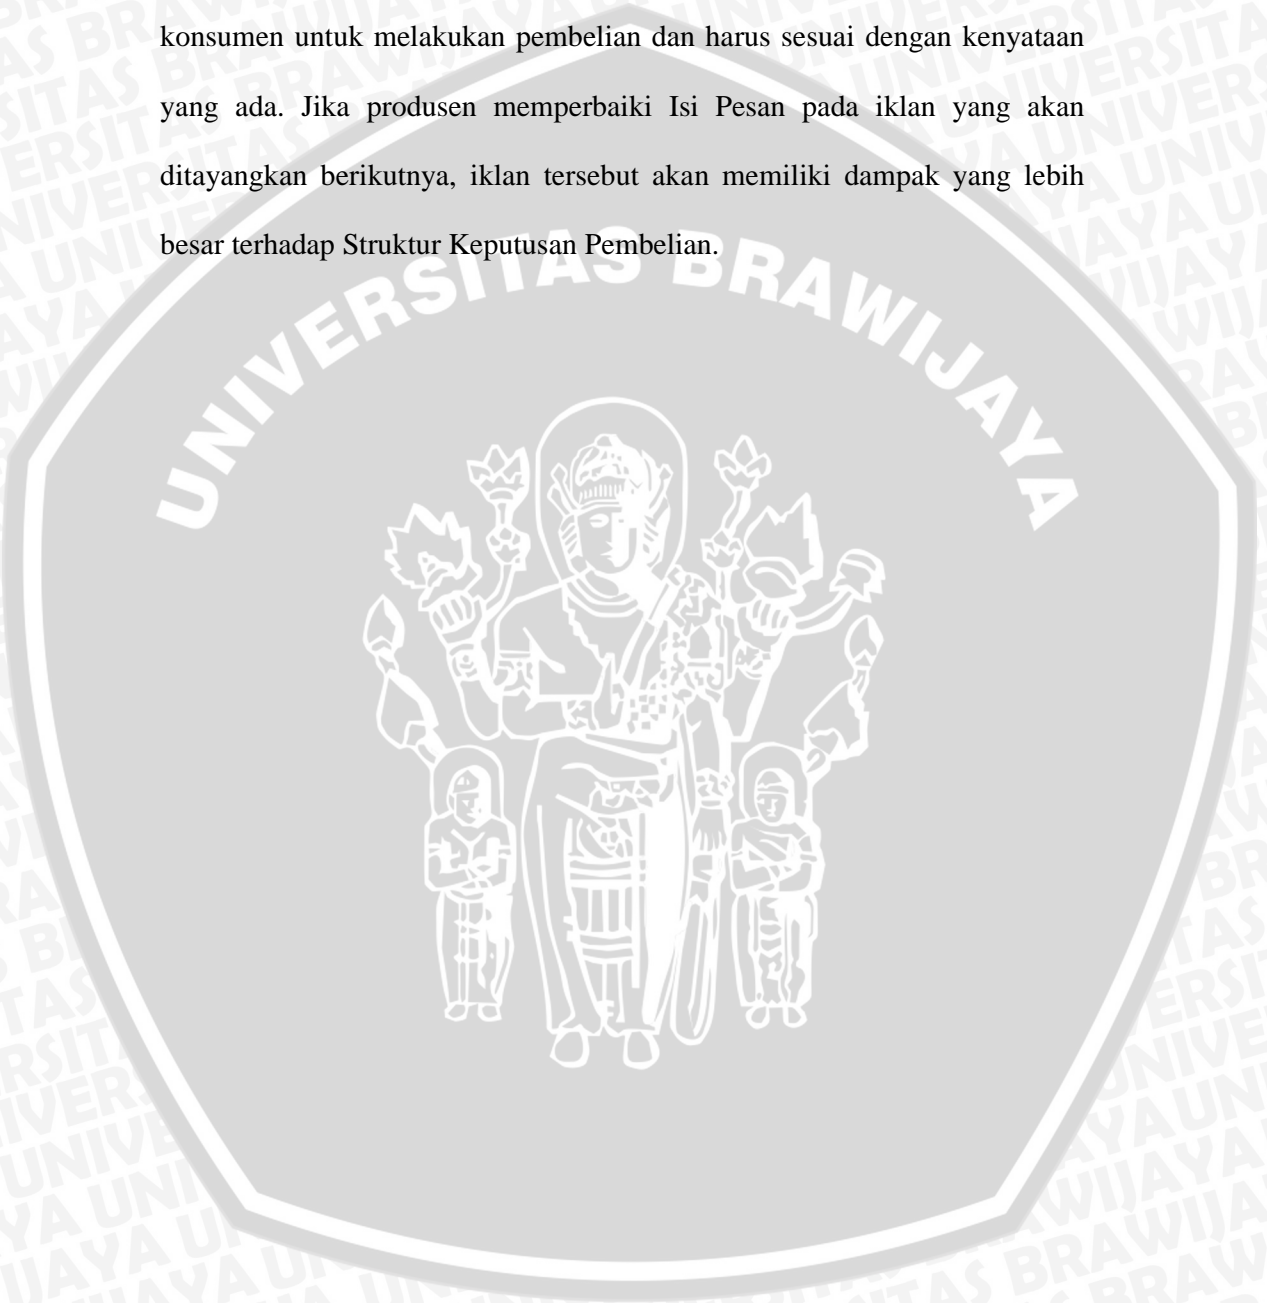 konsumen untuk melakukan pembelian dan harus sesuai dengan kenyataan
yang ada. Jika produsen memperbaiki Isi Pesan pada iklan yang akan
ditayangkan berikutnya, iklan tersebut akan memiliki dampak yang lebih
besar terhadap Struktur Keputusan Pembelian.
UNIVERSITAS BRAWIJAYA